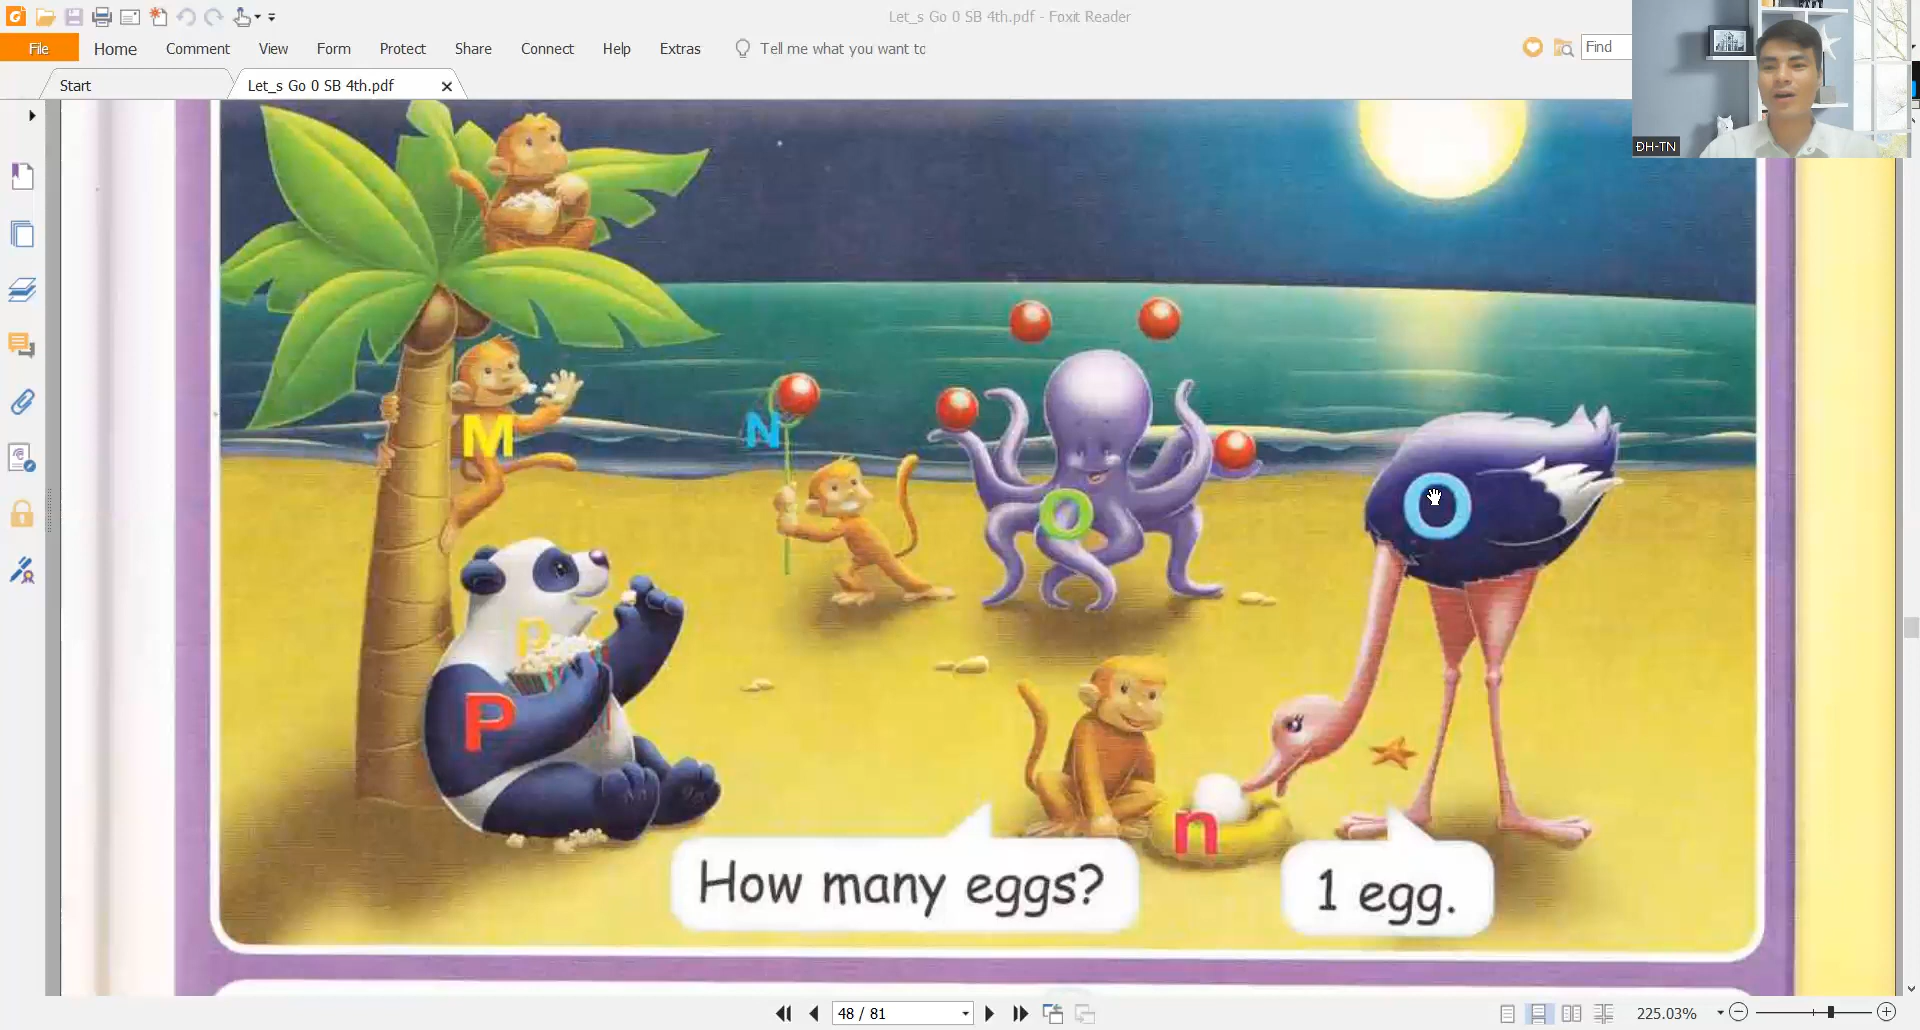 Let_s Go 0 SB 4th.pdf - Foxit Reader
File Home Comment View Form Protect Share Connect Help Extras Tell me what you want to Find
Start Let_s Go 0 SB 4th.pdf
ĐH-TN
M
N
O
O
P
P
n
How many eggs?
1 egg.
48 / 81
225.03%